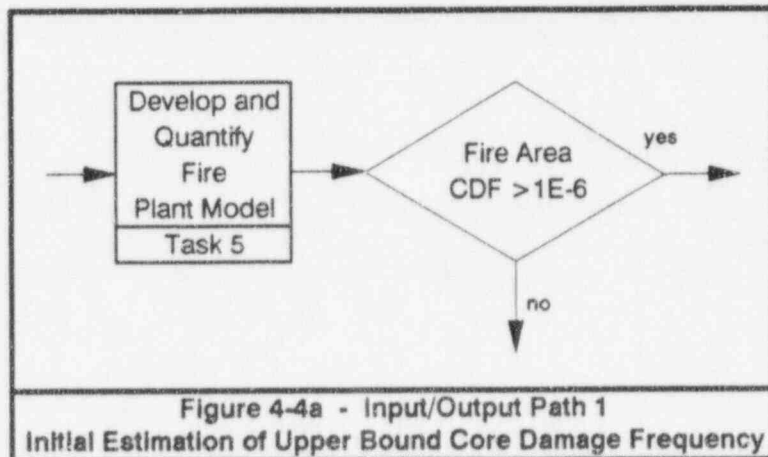 Develop and
Quantify
Fire
Plant Model
Task 5
Fire Area
CDF > 1E-6
yes
no
Figure 4-4a - Input/Output Path 1
Initial Estimation of Upper Bound Core Damage Frequency